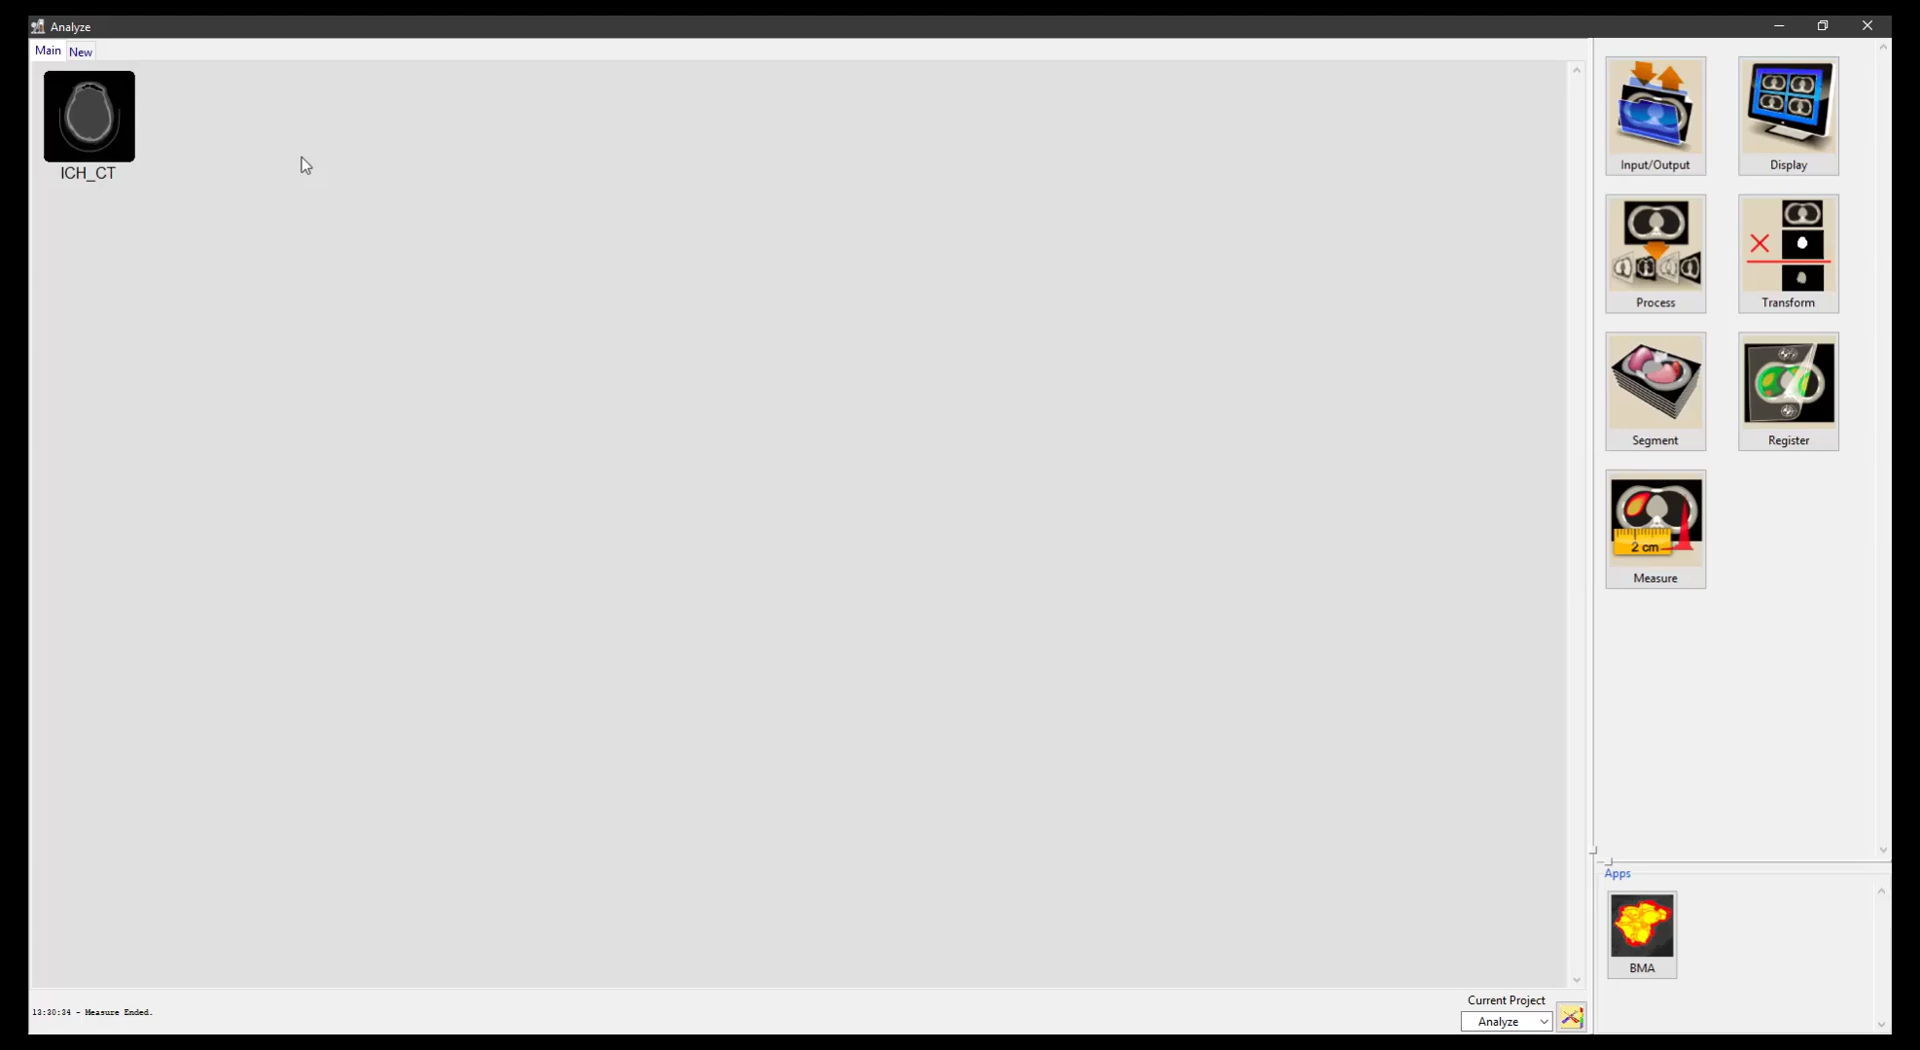 Analyze
Main New
ICH_CT
Input/Output
Display
Process
Transform
Segment
Register
2 cm
Measure
Apps
BMA
Current Project
Analyze
13:30:34 - Measure Ended.